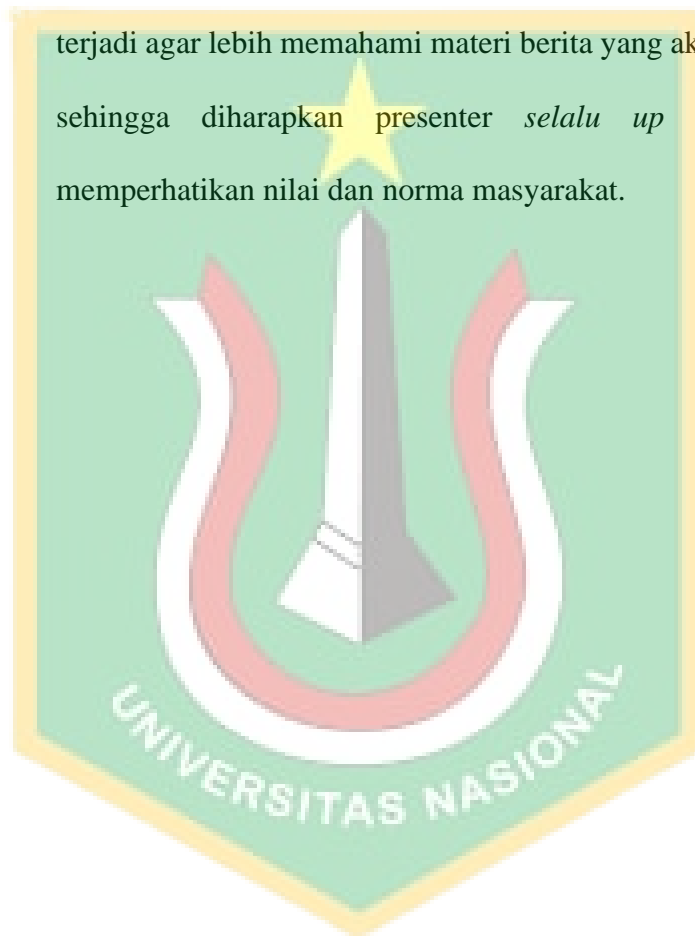 terjadi agar lebih memahami materi berita yang
sehingga diharapkan presenter selalu up
memperhatikan nilai dan norma masyarakat.
UNIVERSITAS NASIONAL